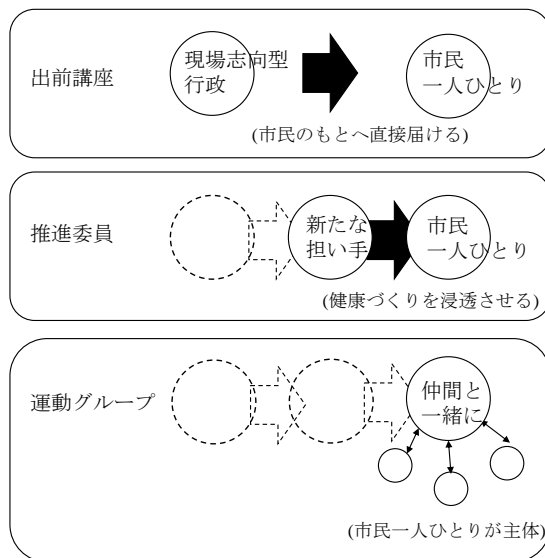 出前講座
現場志向型
行政
市民
一人ひとり
(市民のもとへ直接届ける)
推進委員
新たな
担い手
市民
一人ひとり
(健康づくりを浸透させる)
運動グループ
仲間と
一緒に
(市民一人ひとりが主体)